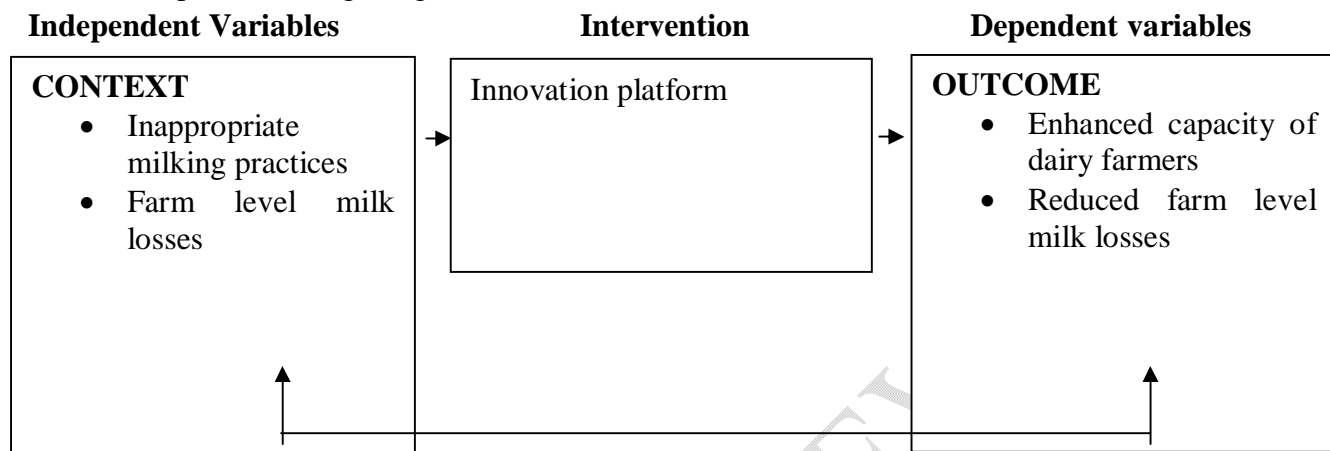 Independent Variables Intervention Dependent variables
CONTEXT
• Inappropriate
milking practices
• Farm level milk
losses
Innovation platform
OUTCOME
• Enhanced capacity of
dairy farmers
• Reduced farm level
milk losses